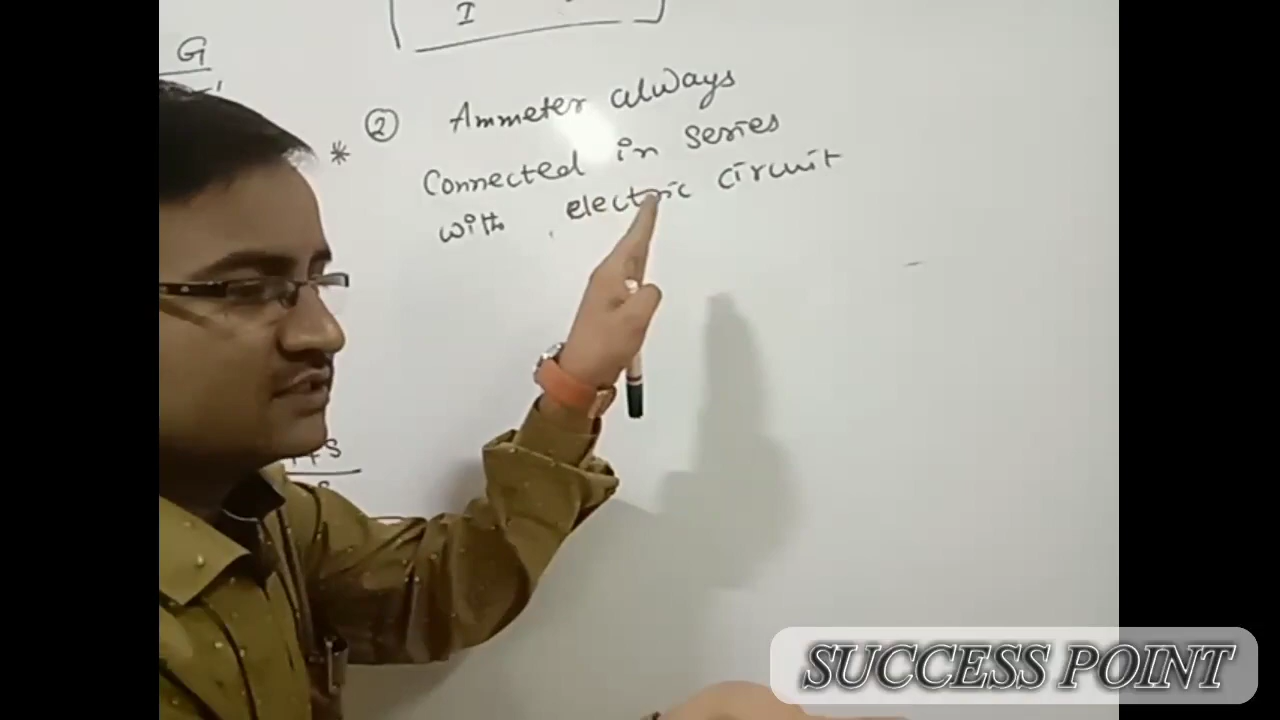 I
G
* ② Ammeter always
Connected in series
with electric circuit
SUCCESS POINT